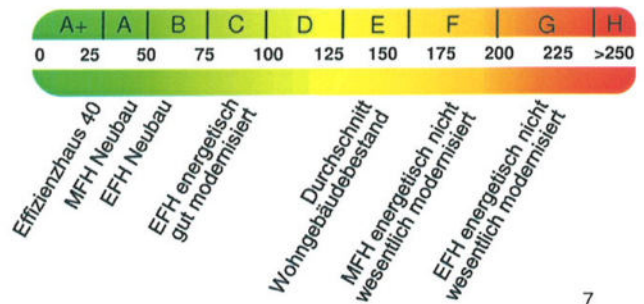 A+ A B C D E F G H
0 25 50 75 100 125 150 175 200 225 >250
Effizienzhaus 40
MFH Neubau
EFH Neubau
EFH energetisch
gut modernisiert
Durchschnitt
Wohngebäudebestand
MFH energetisch nicht
wesentlich modernisiert
EFH energetisch nicht
wesentlich modernisiert
7